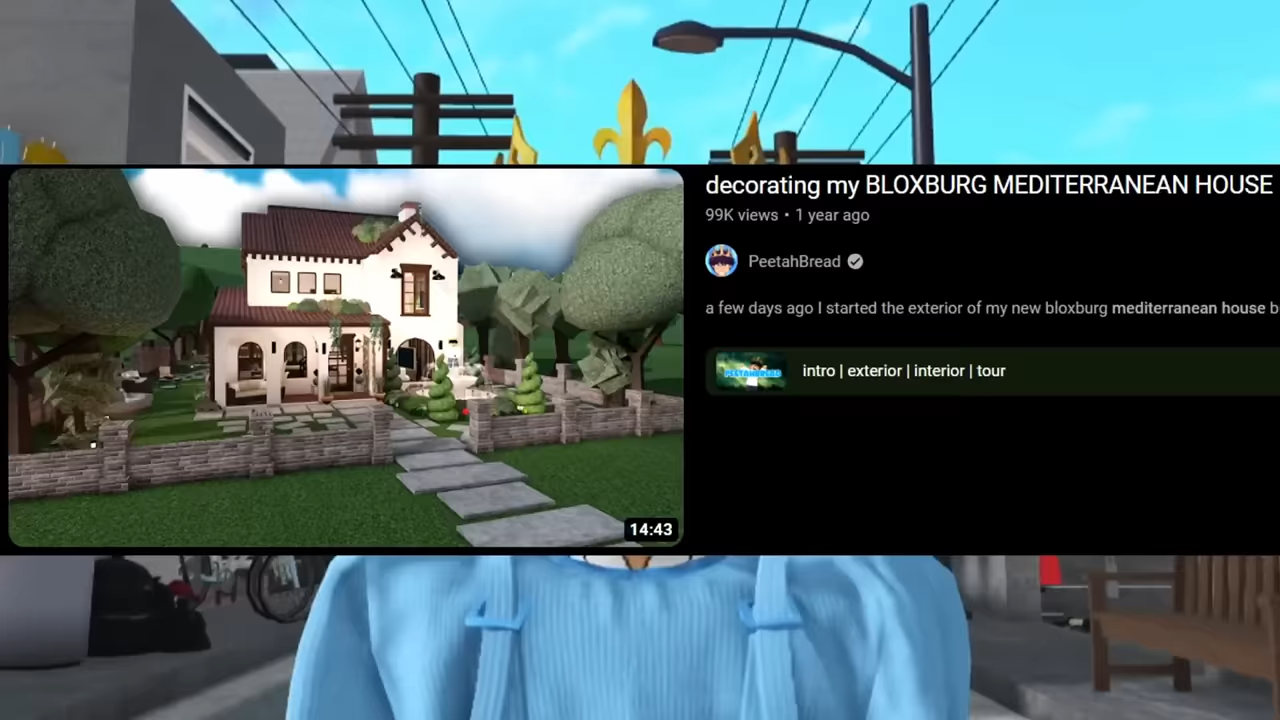 decorating my BLOXBURG MEDITERRANEAN HOUSE
99K views • 1 year ago
PeetahBread
a few days ago I started the exterior of my new bloxburg mediterranean house b
PEETAHBREAD
intro | exterior | interior | tour
14:43